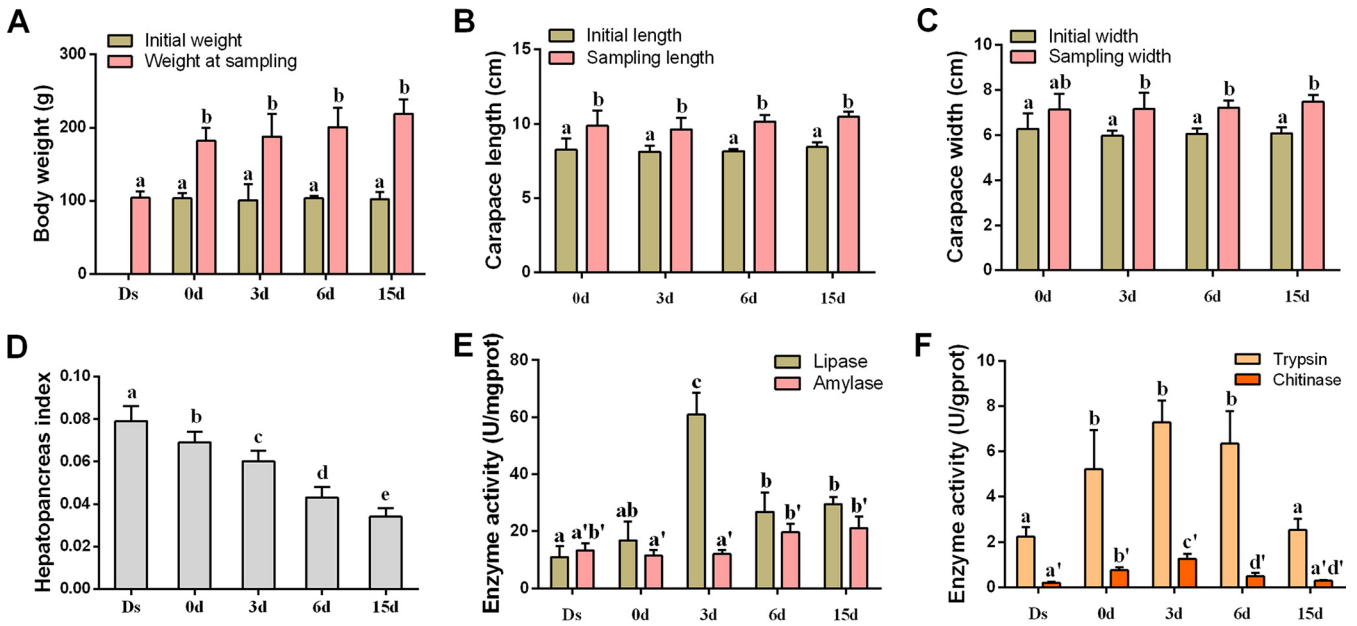 A
Initial weight
Weight at sampling
Body weight (g)
300
200
100
0
a
a
b
a
b
a
b
a
b
Ds
0d
3d
6d
15d
B
Initial length
Sampling length
Carapace length (cm)
15
10
5
0
a
b
a
b
a
b
a
b
0d
3d
6d
15d
C
Initial width
Sampling width
Carapace width (cm)
10
8
6
4
2
0
a
ab
a
b
a
b
a
b
0d
3d
6d
15d
D
Hepatopancreas index
0.10
0.08
0.06
0.04
0.02
0.00
a
b
c
d
e
Ds
0d
3d
6d
15d
E
Lipase
Amylase
Enzyme activity (U/mgprot)
80
60
40
20
0
a
a'b'
ab
a'
c
a'
b
b'
b
b'
Ds
0d
3d
6d
15d
F
Trypsin
Chitinase
Enzyme activity (U/gprot)
10
8
6
4
2
0
a
a'
b
b'
b
c'
b
d'
a
a'd'
Ds
0d
3d
6d
15d